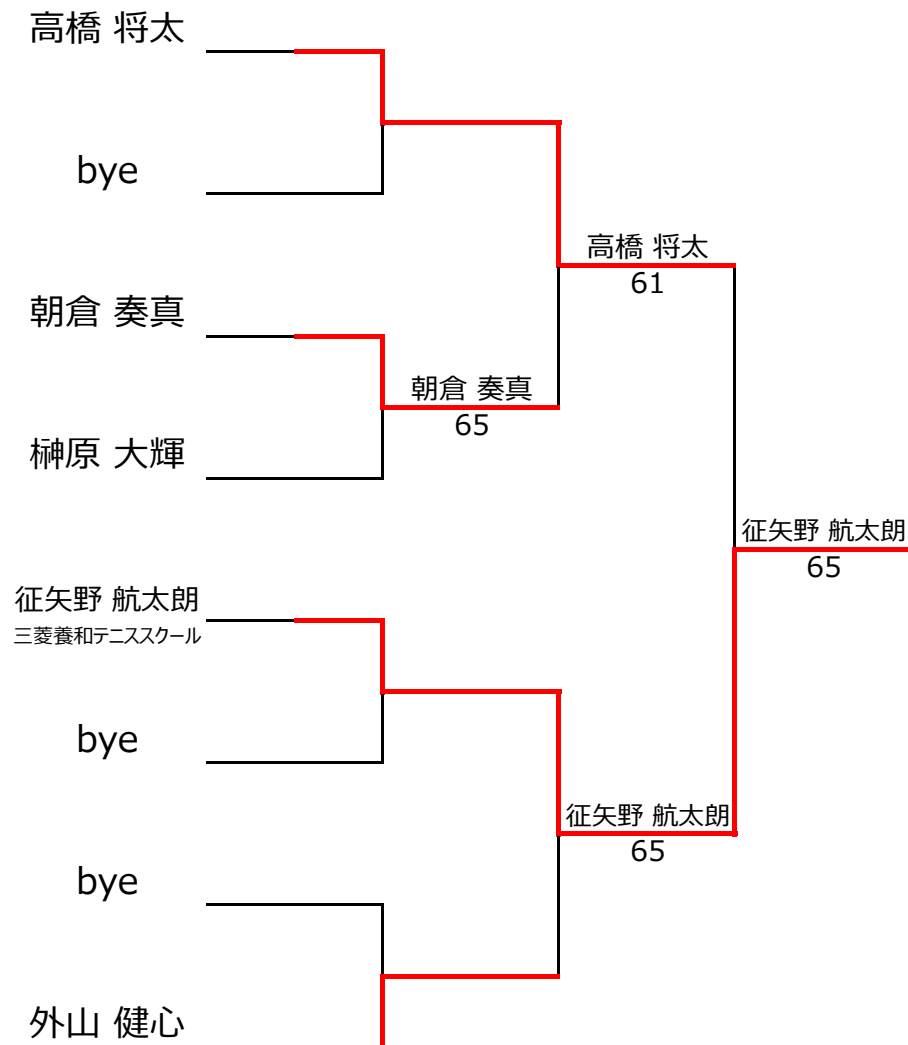 高橋 将太
bye
高橋 将太
61
朝倉 奏真
朝倉 奏真
65
榊原 大輝
征矢野 航太朗
65
征矢野 航太朗
三菱養和テニススクール
bye
征矢野 航太朗
65
bye
外山 健心